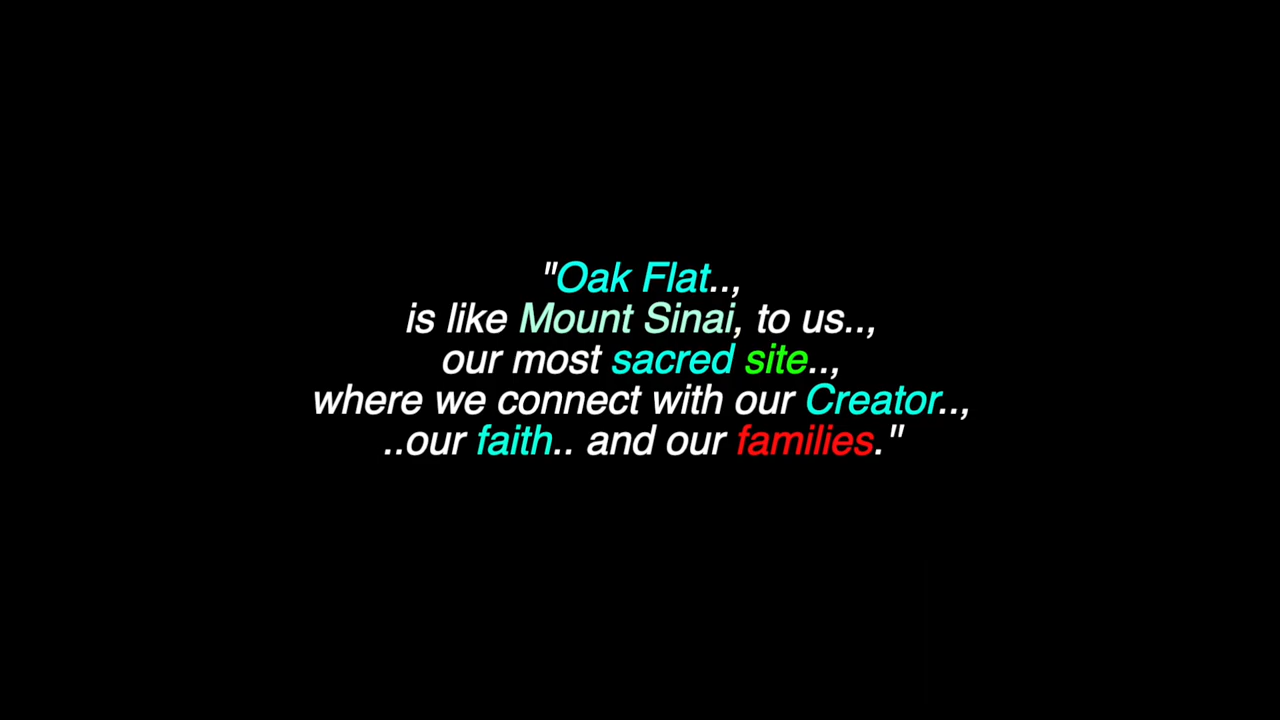 "Oak Flat..,
is like Mount Sinai, to us..,
our most sacred site..,
where we connect with our Creator..,
..our faith.. and our families."